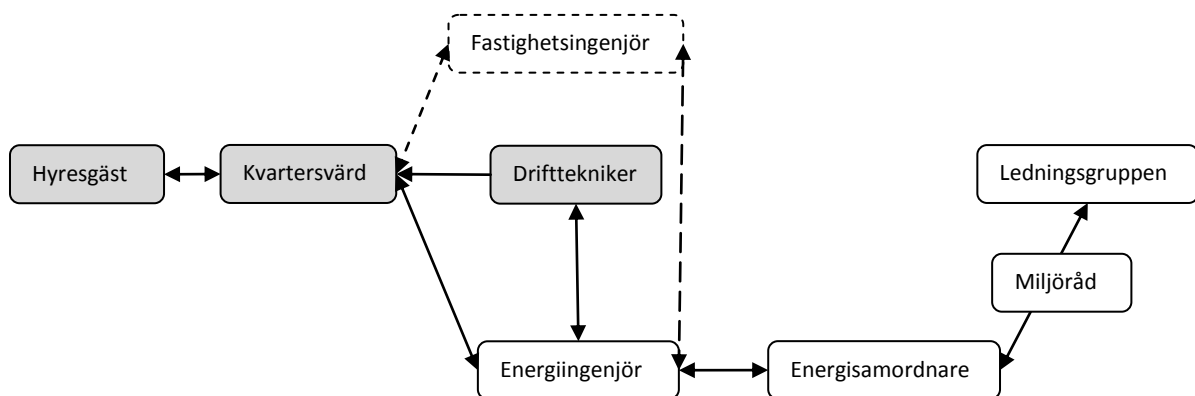 Fastighetsingenjör
Hyresgäst
Kvartersvärd
Drifttekniker
Ledningsgruppen
Miljöråd
Energiingenjör
Energisamordnare